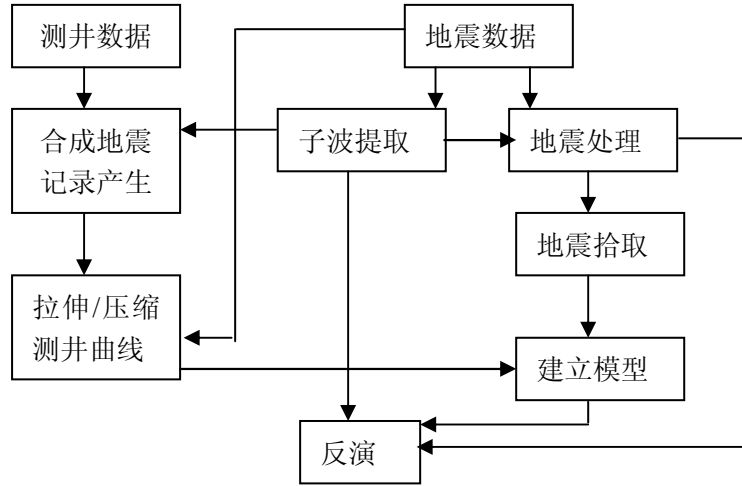 测井数据
地震数据
合成地震
记录产生
子波提取
地震处理
地震拾取
拉伸/压缩
测井曲线
建立模型
反演